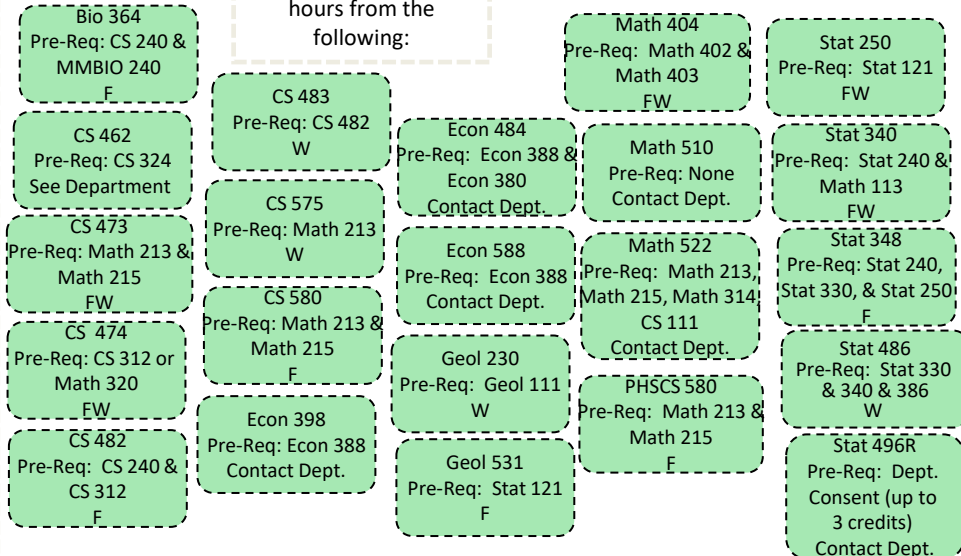 hours from the
following:
Bio 364
Pre-Req: CS 240 &
MMBIO 240
F
CS 462
Pre-Req: CS 324
See Department
CS 473
Pre-Req: Math 213 &
Math 215
FW
CS 474
Pre-Req: CS 312 or
Math 320
FW
CS 482
Pre-Req: CS 240 &
CS 312
F
CS 483
Pre-Req: CS 482
W
CS 575
Pre-Req: Math 213
W
CS 580
Pre-Req: Math 213 &
Math 215
F
Econ 398
Pre-Req: Econ 388
Contact Dept.
Econ 484
Pre-Req: Econ 388 &
Econ 380
Contact Dept.
Econ 588
Pre-Req: Econ 388
Contact Dept.
Geol 230
Pre-Req: Geol 111
W
Geol 531
Pre-Req: Stat 121
F
Math 404
Pre-Req: Math 402 &
Math 403
FW
Math 510
Pre-Req: None
Contact Dept.
Math 522
Pre-Req: Math 213,
Math 215, Math 314,
CS 111
Contact Dept.
PHSCS 580
Pre-Req: Math 213 &
Math 215
F
Stat 250
Pre-Req: Stat 121
FW
Stat 340
Pre-Req: Stat 240 &
Math 113
FW
Stat 348
Pre-Req: Stat 240,
Stat 330, & Stat 250
F
Stat 486
Pre-Req: Stat 330
& 340 & 386
W
Stat 496R
Pre-Req: Dept.
Consent (up to
3 credits)
Contact Dept.